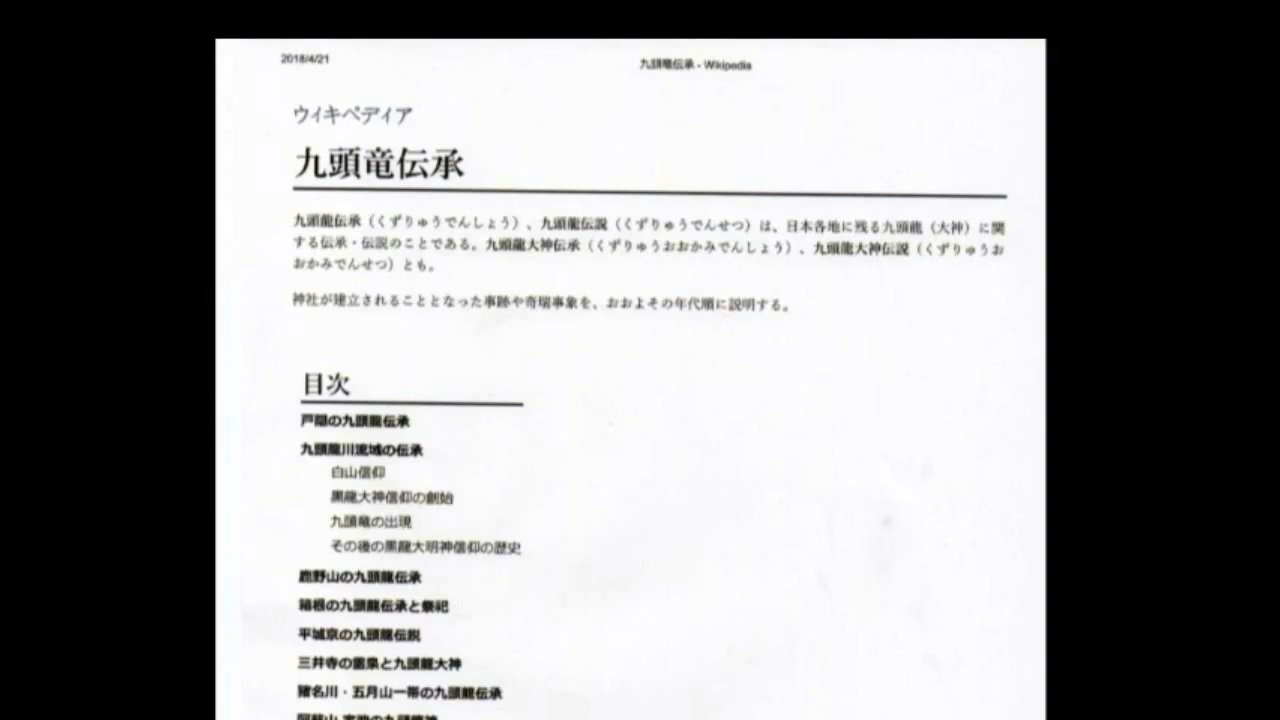 2018/4/21
九頭竜伝承 - Wikipedia
ウィキペディア
九頭竜伝承
九頭龍伝承（くずりゅうでんしょう）、九頭龍伝説（くずりゅうでんせつ）は、日本各地に残る九頭龍（大神）に関
する伝承・伝説のことである。九頭龍大神伝承（くずりゅうおおかみでんしょう）、九頭龍大神伝説（くずりゅうお
おかみでんせつ）とも。
神社が建立されることとなった事跡や奇瑞事象を、おおよその年代順に説明する。
目次
戸隠の九頭龍伝承
九頭龍川流域の伝承
白山信仰
黒龍大神信仰の創始
九頭竜の出現
その後の黒龍大明神信仰の歴史
鹿野山の九頭龍伝承
箱根の九頭龍伝承と祭祀
平城京の九頭龍伝説
三井寺の霊泉と九頭龍大神
猪名川・五月山一帯の九頭龍伝承